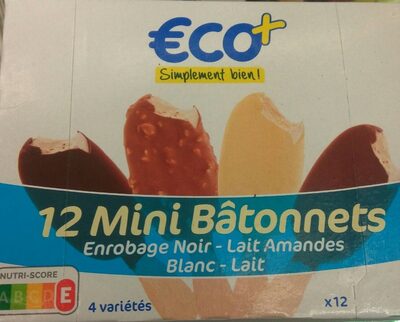 €co+
Simplement bien !
12 Mini Bâtonnets
Enrobage Noir - Lait Amandes
Blanc - Lait
NUTRI-SCORE
A B C D E
4 variétés
x12